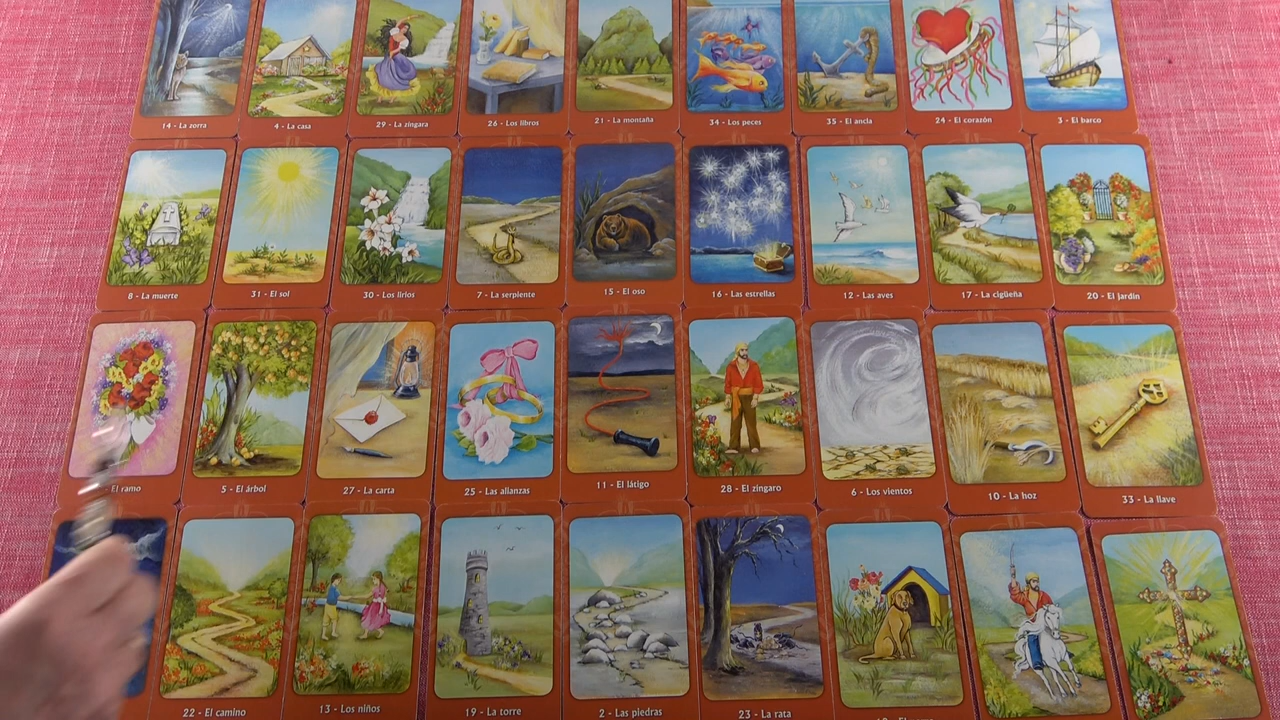 14 - La zorra
4 - La casa
29 - La zíngara
26 - Los libros
21 - La montaña
34 - Los peces
35 - El ancla
24 - El corazón
3 - El barco
8 - La muerte
31 - El sol
30 - Los lirios
7 - La serpiente
15 - El oso
16 - Las estrellas
12 - Las aves
17 - La cigüeña
20 - El jardín
El ramo
5 - El árbol
27 - La carta
25 - Las alianzas
11 - El látigo
28 - El zíngaro
6 - Los vientos
10 - La hoz
33 - La llave
22 - El camino
13 - Los niños
19 - La torre
2 - Las piedras
23 - La rata